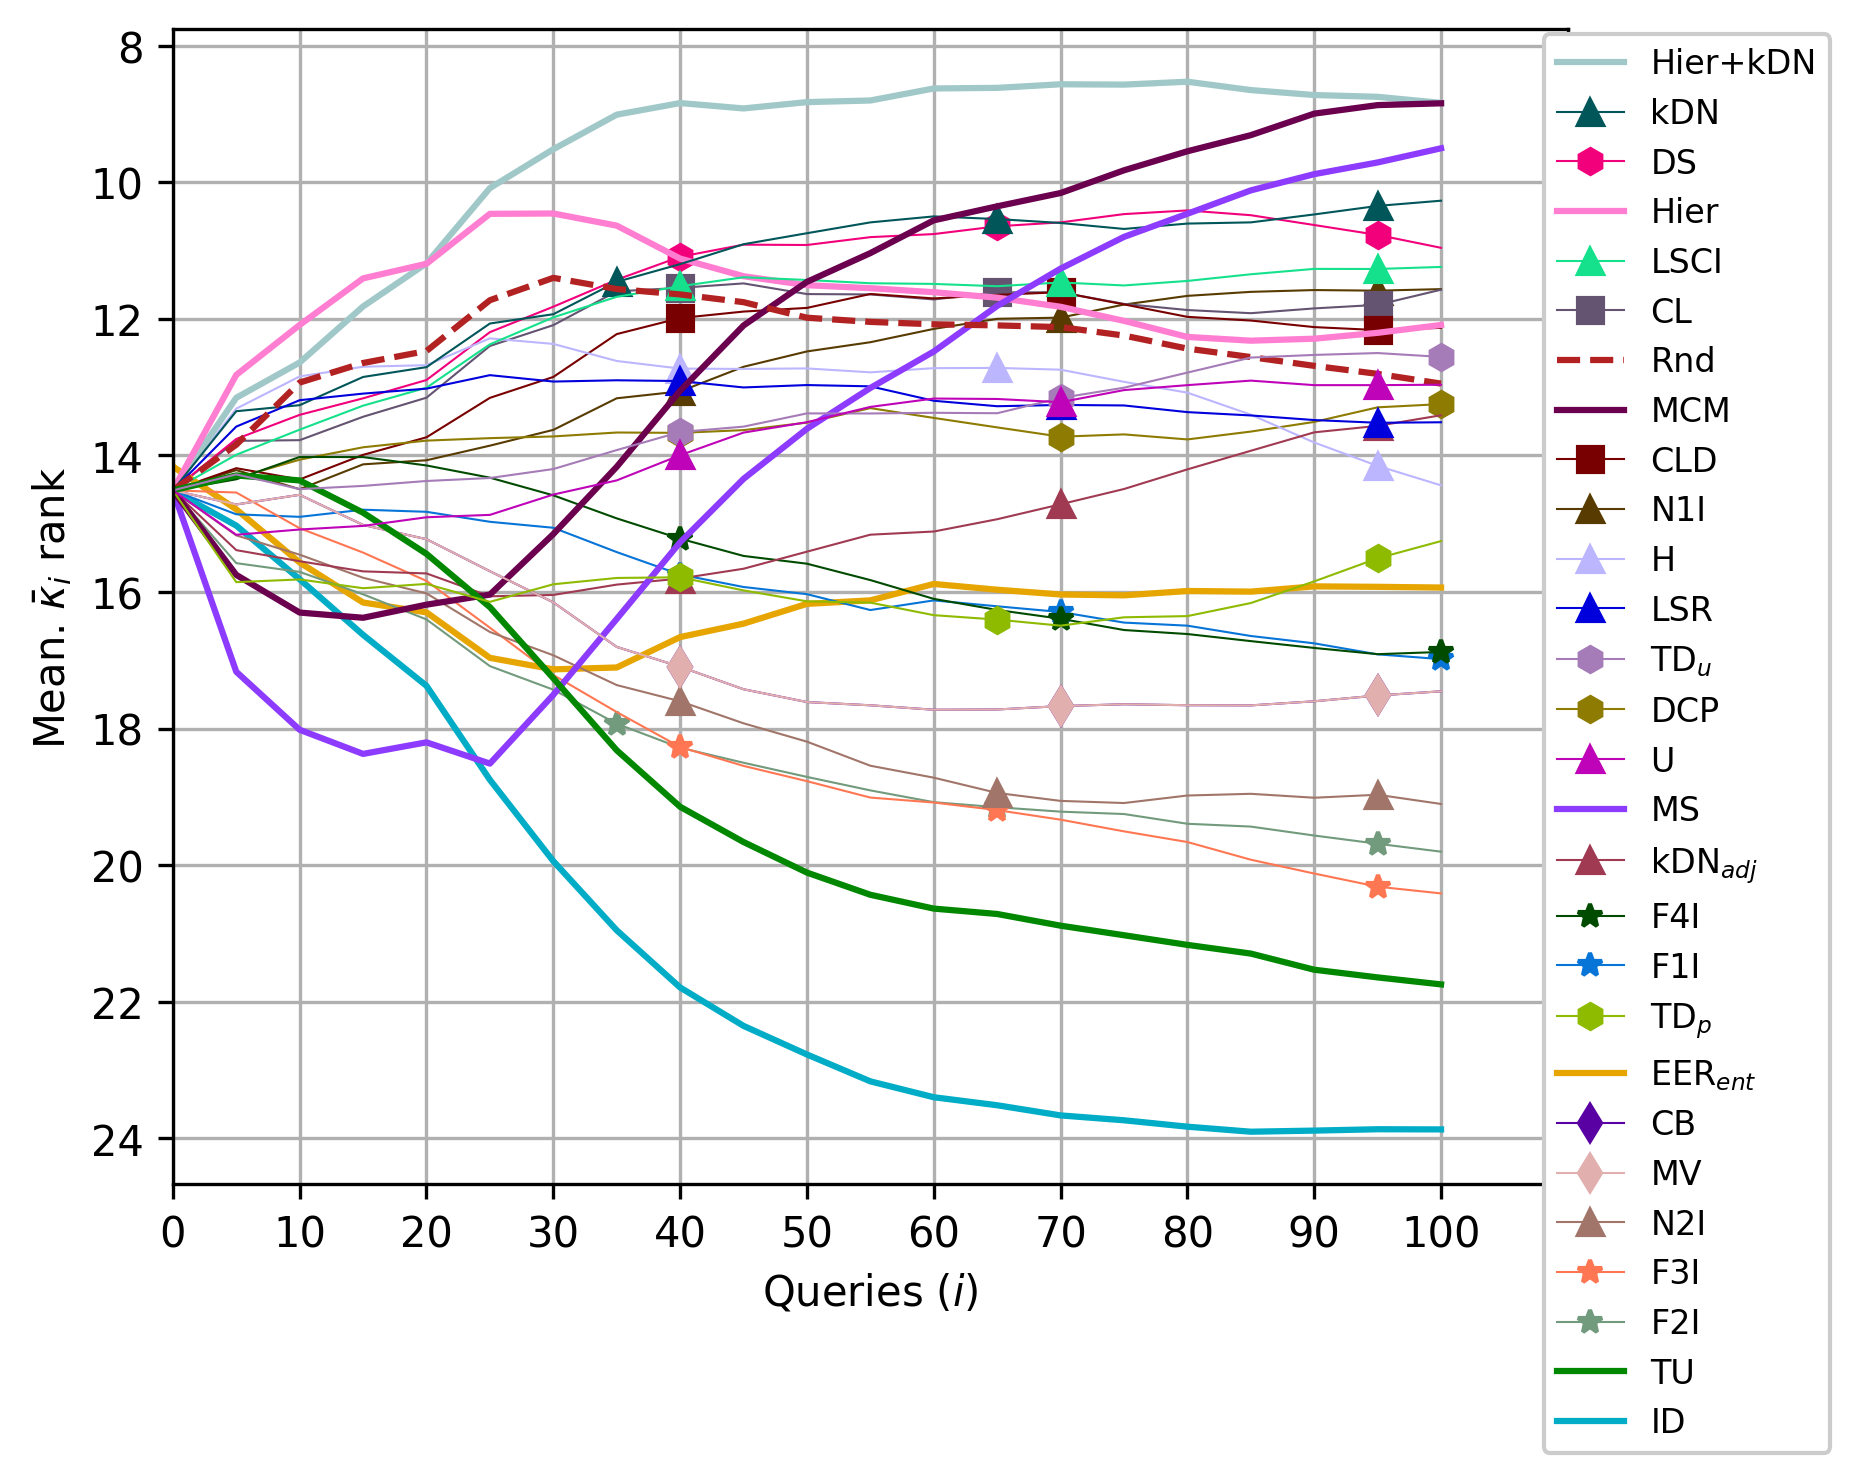 8
10
12
14
16
18
20
22
24
Mean. κ̄ᵢ rank
0 10 20 30 40 50 60 70 80 90 100
Queries (i)
Hier+kDN
kDN
DS
Hier
LSCI
CL
Rnd
MCM
CLD
N1I
H
LSR
TDᵤ
DCP
U
MS
kDN_adj
F4I
F1I
TDₚ
EER_ent
CB
MV
N2I
F3I
F2I
TU
ID